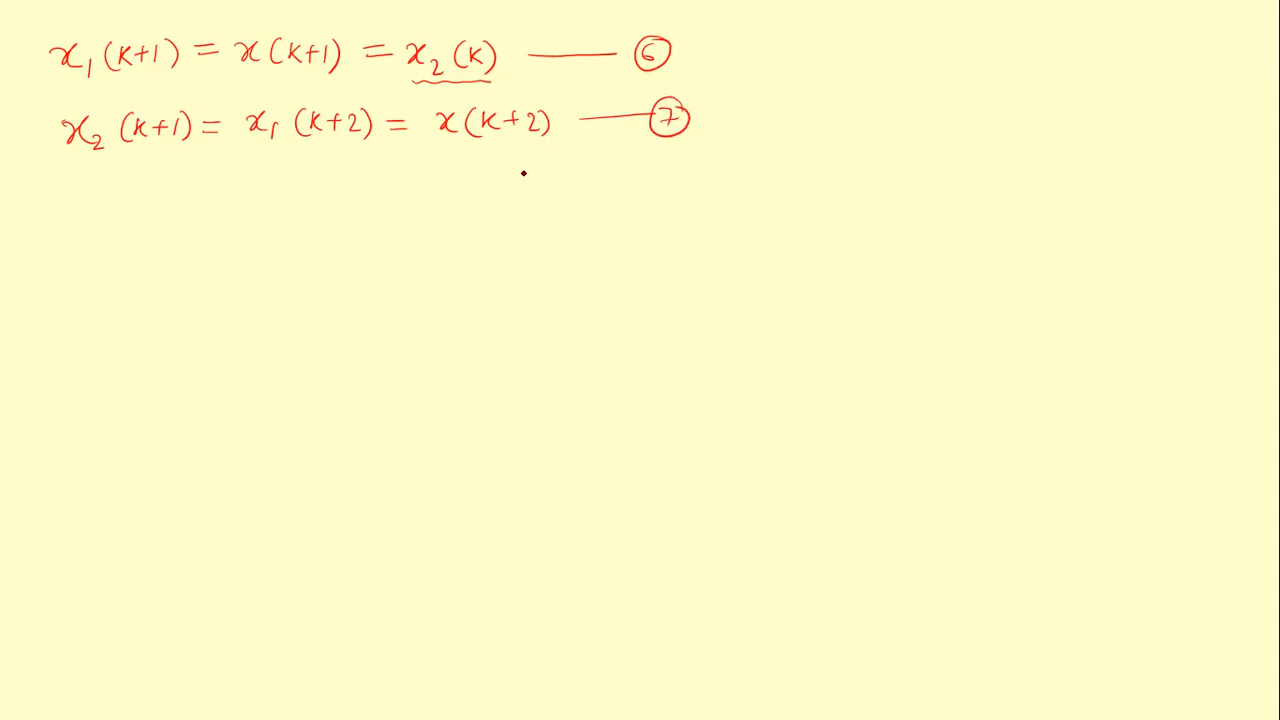 x₁(k+1) = x(k+1) = x₂(k) —— ⑥
x₂(k+1) = x₁(k+2) = x(k+2) —— ⑦